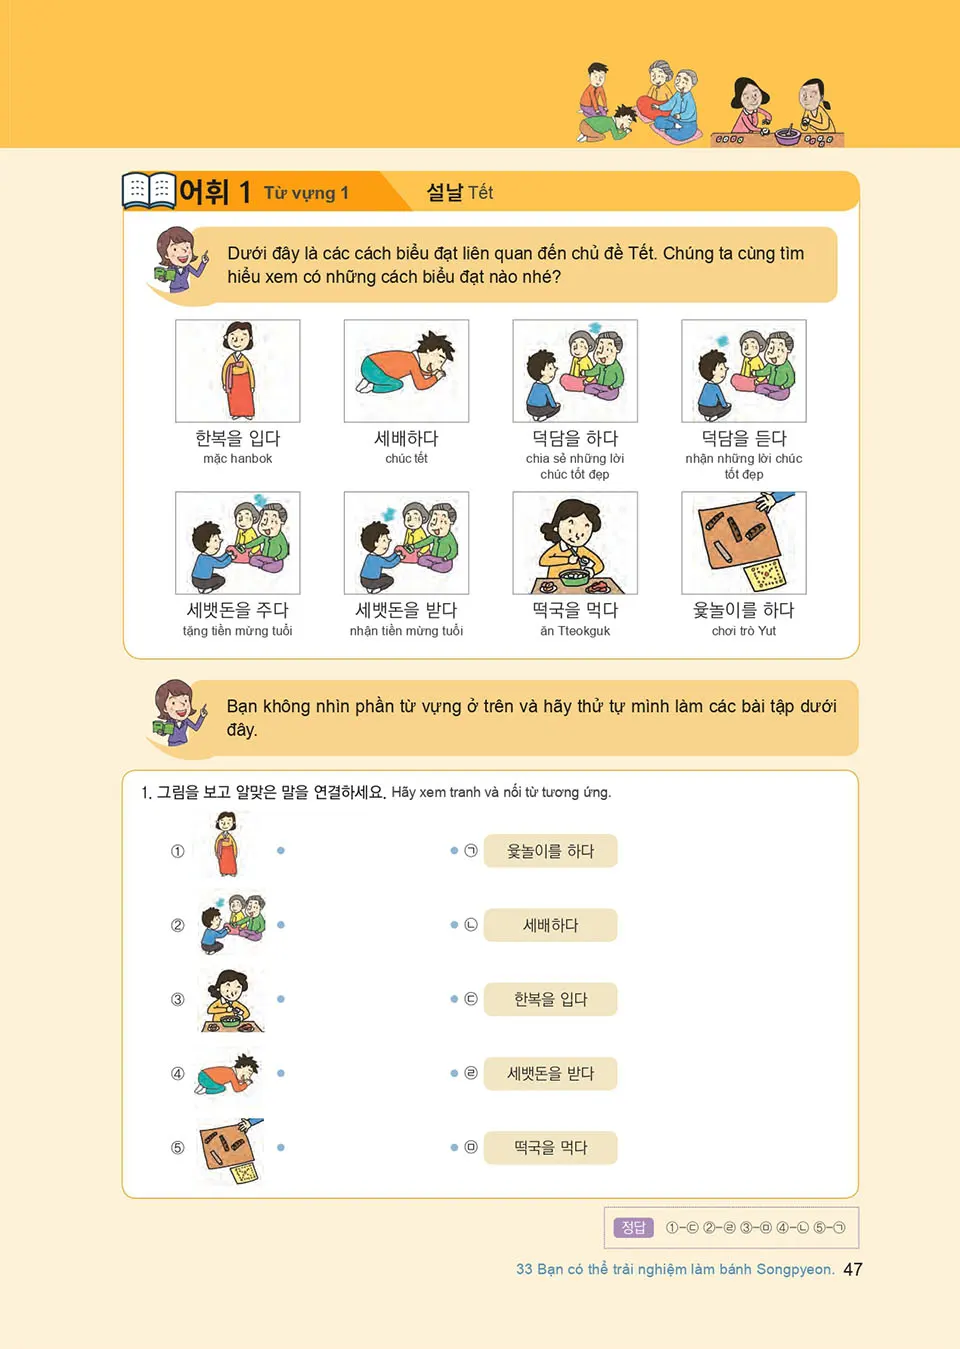 어휘 1 Từ vựng 1 설날 Tết
Dưới đây là các cách biểu đạt liên quan đến chủ đề Tết. Chúng ta cùng tìm
hiểu xem có những cách biểu đạt nào nhé?
한복을 입다
mặc hanbok
세배하다
chúc tết
덕담을 하다
chia sẻ những lời
chúc tốt đẹp
덕담을 듣다
nhận những lời chúc
tốt đẹp
세뱃돈을 주다
tặng tiền mừng tuổi
세뱃돈을 받다
nhận tiền mừng tuổi
떡국을 먹다
ăn Tteokguk
윷놀이를 하다
chơi trò Yut
Bạn không nhìn phần từ vựng ở trên và hãy thử tự mình làm các bài tập dưới
đây.
1. 그림을 보고 알맞은 말을 연결하세요. Hãy xem tranh và nối từ tương ứng.
① ㉠ 윷놀이를 하다
② ㉡ 세배하다
③ ㉢ 한복을 입다
④ ㉣ 세뱃돈을 받다
⑤ ㉤ 떡국을 먹다
정답 ①-㉢ ②-㉣ ③-㉤ ④-㉡ ⑤-㉠
33 Bạn có thể trải nghiệm làm bánh Songpyeon. 47